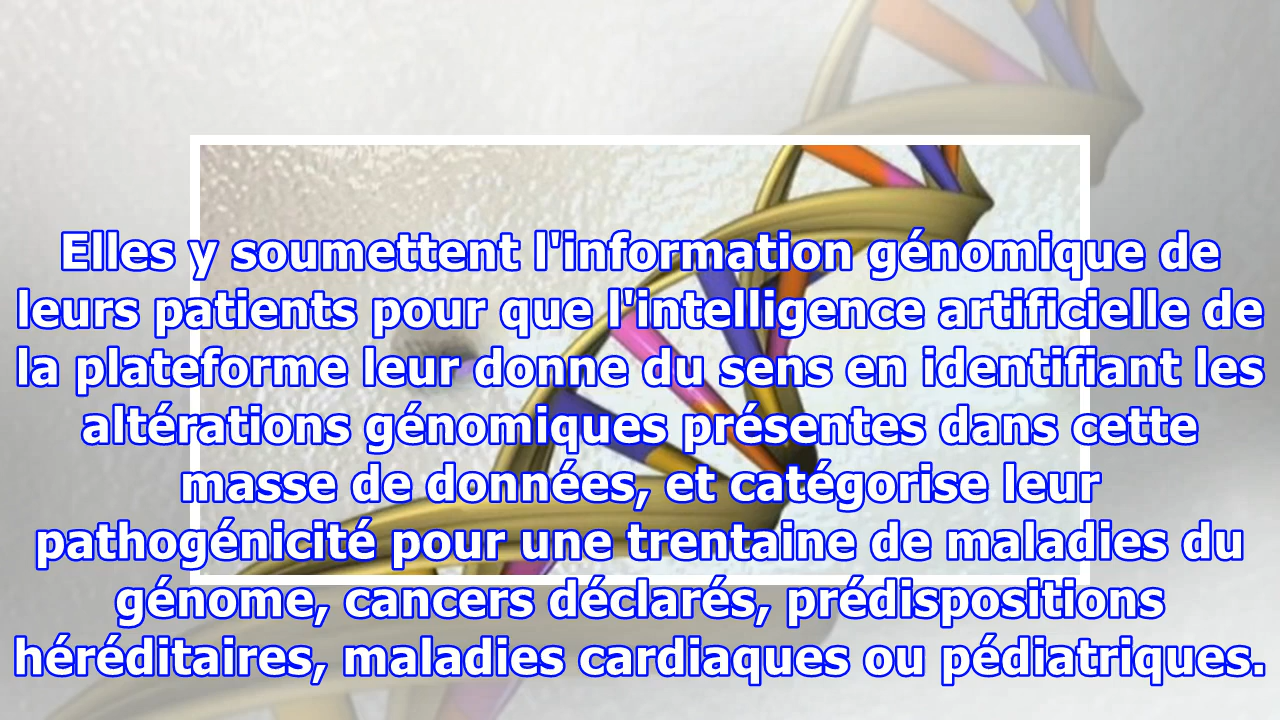 Elles y soumettent l'information génomique de
leurs patients pour que l'intelligence artificielle de
la plateforme leur donne du sens en identifiant les
altérations génomiques présentes dans cette
masse de données, et catégorise leur
pathogénicité pour une trentaine de maladies du
génome, cancers déclarés, prédispositions
héréditaires, maladies cardiaques ou pédiatriques.